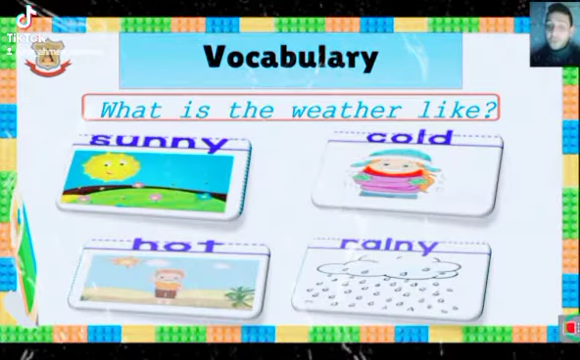 TikTok
Vocabulary
What is the weather like?
sunny
cold
hot
rainy